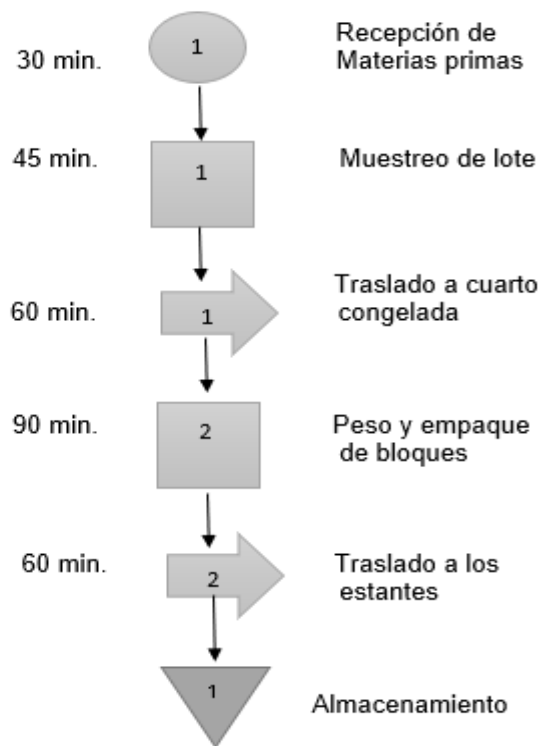 1
Recepción de
Materias primas
30 min.
45 min.
1
Muestreo de lote
Traslado a cuarto
congelada
60 min.
1
90 min.
2
Peso y empaque
de bloques
60 min.
2
Traslado a los
estantes
1
Almacenamiento